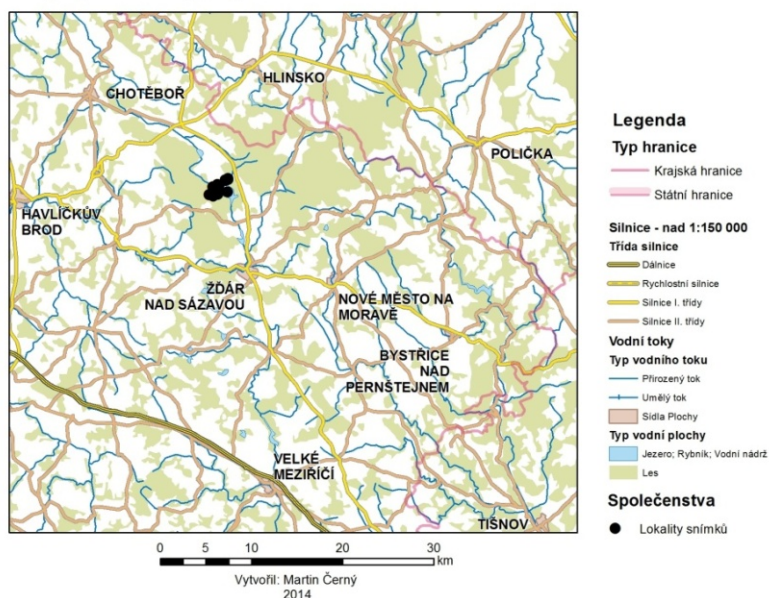 HLINSKO
CHOTĚBOŘ
POLIČKA
HAVLÍČKŮV
BROD
ŽĎÁR
NAD SÁZAVOU
NOVÉ MĚSTO NA
MORAVĚ
BYSTŘICE
NAD
PERNŠTEJNEM
VELKÉ
MEZIŘÍČÍ
TIŠNOV
0 5 10 20 30
km
Vytvořil: Martin Černý
2014
Legenda
Typ hranice
Krajská hranice
Státní hranice
Silnice - nad 1:150 000
Třída silnice
Dálnice
Rychlostní silnice
Silnice I. třídy
Silnice II. třídy
Vodní toky
Typ vodního toku
Přirozený tok
Umělý tok
Sídla Plochy
Typ vodní plochy
Jezero; Rybník; Vodní nádrž
Les
Společenstva
Lokality snímků